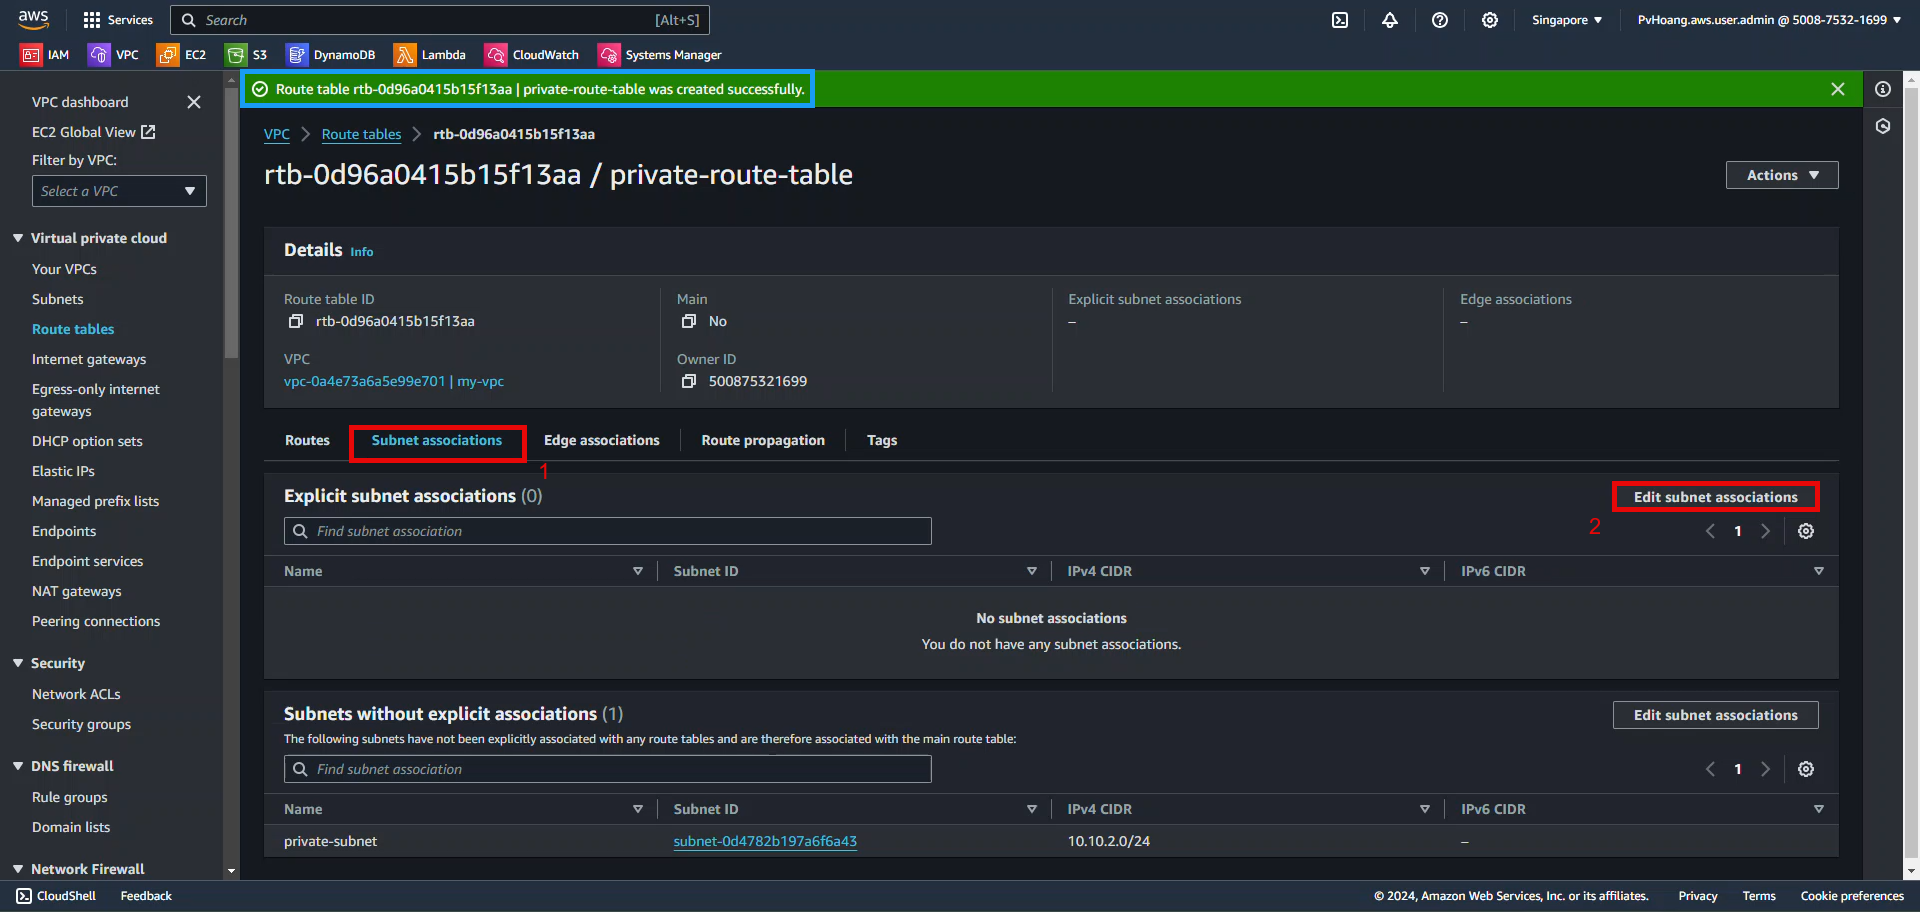 aws
Services
Search
[Alt+S]
Singapore
PvHoang.aws.user.admin @ 5008-7532-1699
IAM
VPC
EC2
S3
DynamoDB
Lambda
CloudWatch
Systems Manager
VPC dashboard
EC2 Global View
Filter by VPC:
Select a VPC
Virtual private cloud
Your VPCs
Subnets
Route tables
Internet gateways
Egress-only internet
gateways
DHCP option sets
Elastic IPs
Managed prefix lists
Endpoints
Endpoint services
NAT gateways
Peering connections
Security
Network ACLs
Security groups
DNS firewall
Rule groups
Domain lists
Network Firewall
Route table rtb-0d96a0415b15f13aa | private-route-table was created successfully.
VPC
Route tables
rtb-0d96a0415b15f13aa
rtb-0d96a0415b15f13aa / private-route-table
Actions
Details Info
Route table ID
rtb-0d96a0415b15f13aa
Main
No
Explicit subnet associations
–
Edge associations
–
VPC
vpc-0a4e73a6a5e99e701 | my-vpc
Owner ID
500875321699
Routes
Subnet associations
Edge associations
Route propagation
Tags
1
Explicit subnet associations (0)
Edit subnet associations
2
Find subnet association
1
Name
Subnet ID
IPv4 CIDR
IPv6 CIDR
No subnet associations
You do not have any subnet associations.
Subnets without explicit associations (1)
Edit subnet associations
The following subnets have not been explicitly associated with any route tables and are therefore associated with the main route table:
Find subnet association
1
Name
Subnet ID
IPv4 CIDR
IPv6 CIDR
private-subnet
subnet-0d4782b197a6f6a43
10.10.2.0/24
–
CloudShell
Feedback
© 2024, Amazon Web Services, Inc. or its affiliates.
Privacy
Terms
Cookie preferences